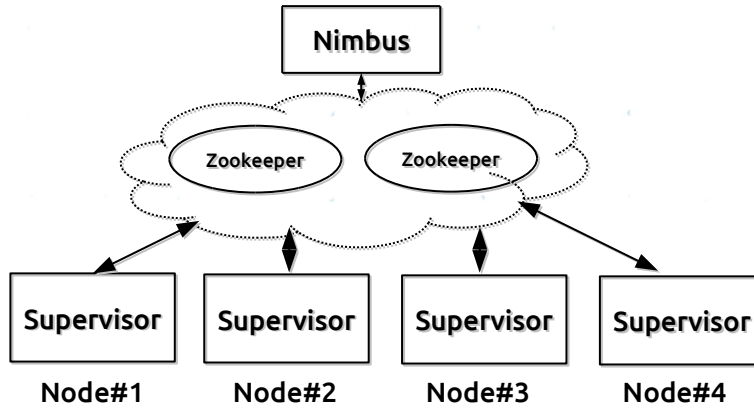 Nimbus
Zookeeper Zookeeper
Supervisor Supervisor Supervisor Supervisor
Node#1 Node#2 Node#3 Node#4